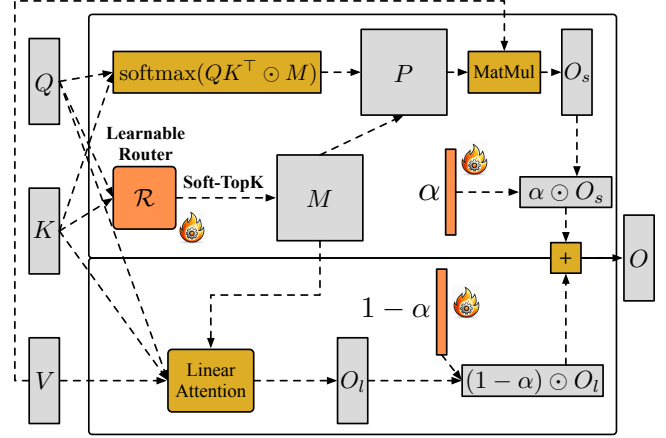 Q
softmax(QK⊤ ⊙ M)
P
MatMul
O_s
Learnable
Router
R
Soft-TopK
M
α
α ⊙ O_s
K
+
O
1 − α
V
Linear
Attention
O_l
(1 − α) ⊙ O_l